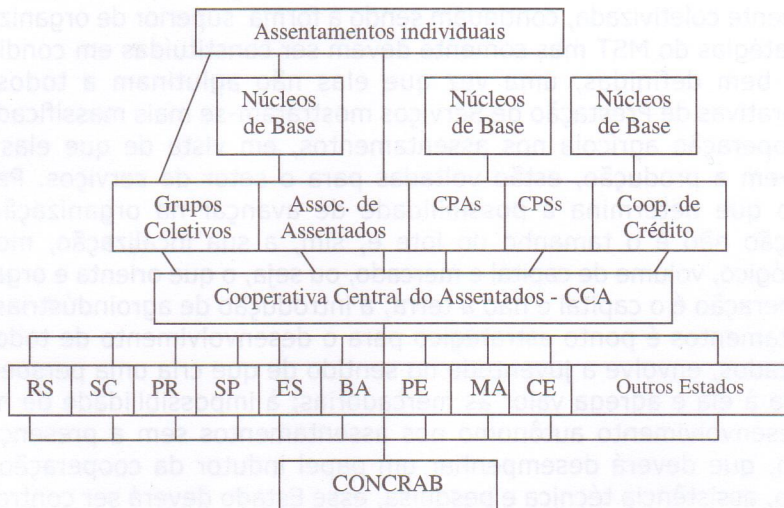 Assentamentos individuais
Núcleos Núcleos Núcleos
de Base de Base de Base
Grupos Assoc. de CPAs CPSs Coop. de
Coletivos Assentados Crédito
Cooperativa Central do Assentados - CCA
RS SC PR SP ES BA PE MA CE Outros Estados
CONCRAB